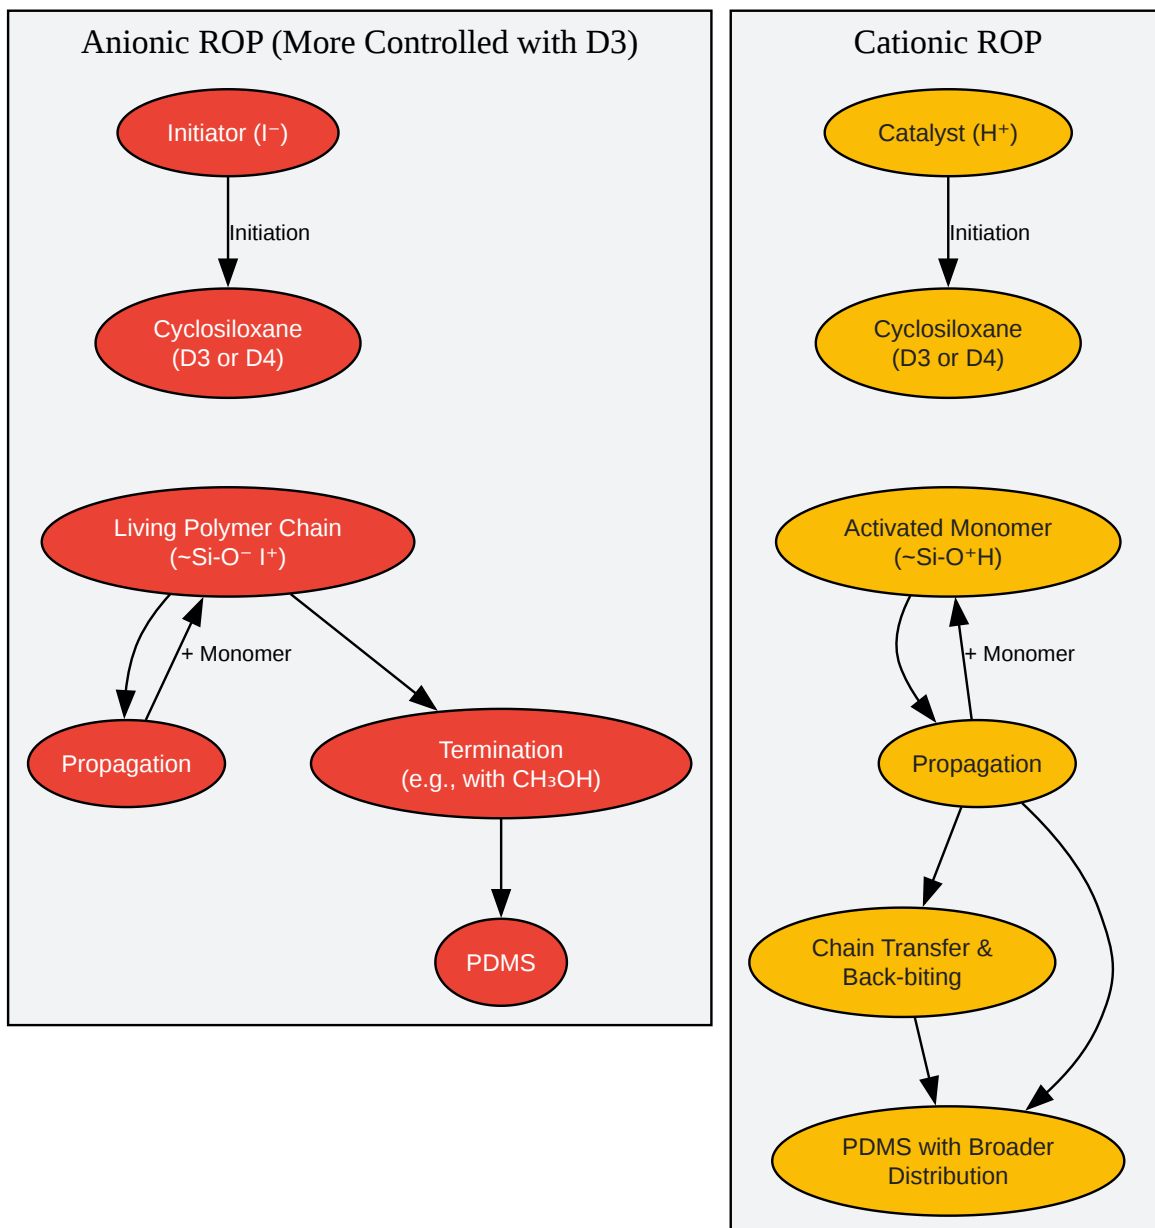 Anionic ROP (More Controlled with D3)
Initiator (I⁻)
Initiation
Cyclosiloxane
(D3 or D4)
Living Polymer Chain
(~Si-O⁻ I⁺)
+ Monomer
Propagation
Termination
(e.g., with CH₃OH)
PDMS
Cationic ROP
Catalyst (H⁺)
Initiation
Cyclosiloxane
(D3 or D4)
Activated Monomer
(~Si-O⁺H)
+ Monomer
Propagation
Chain Transfer &
Back-biting
PDMS with Broader
Distribution